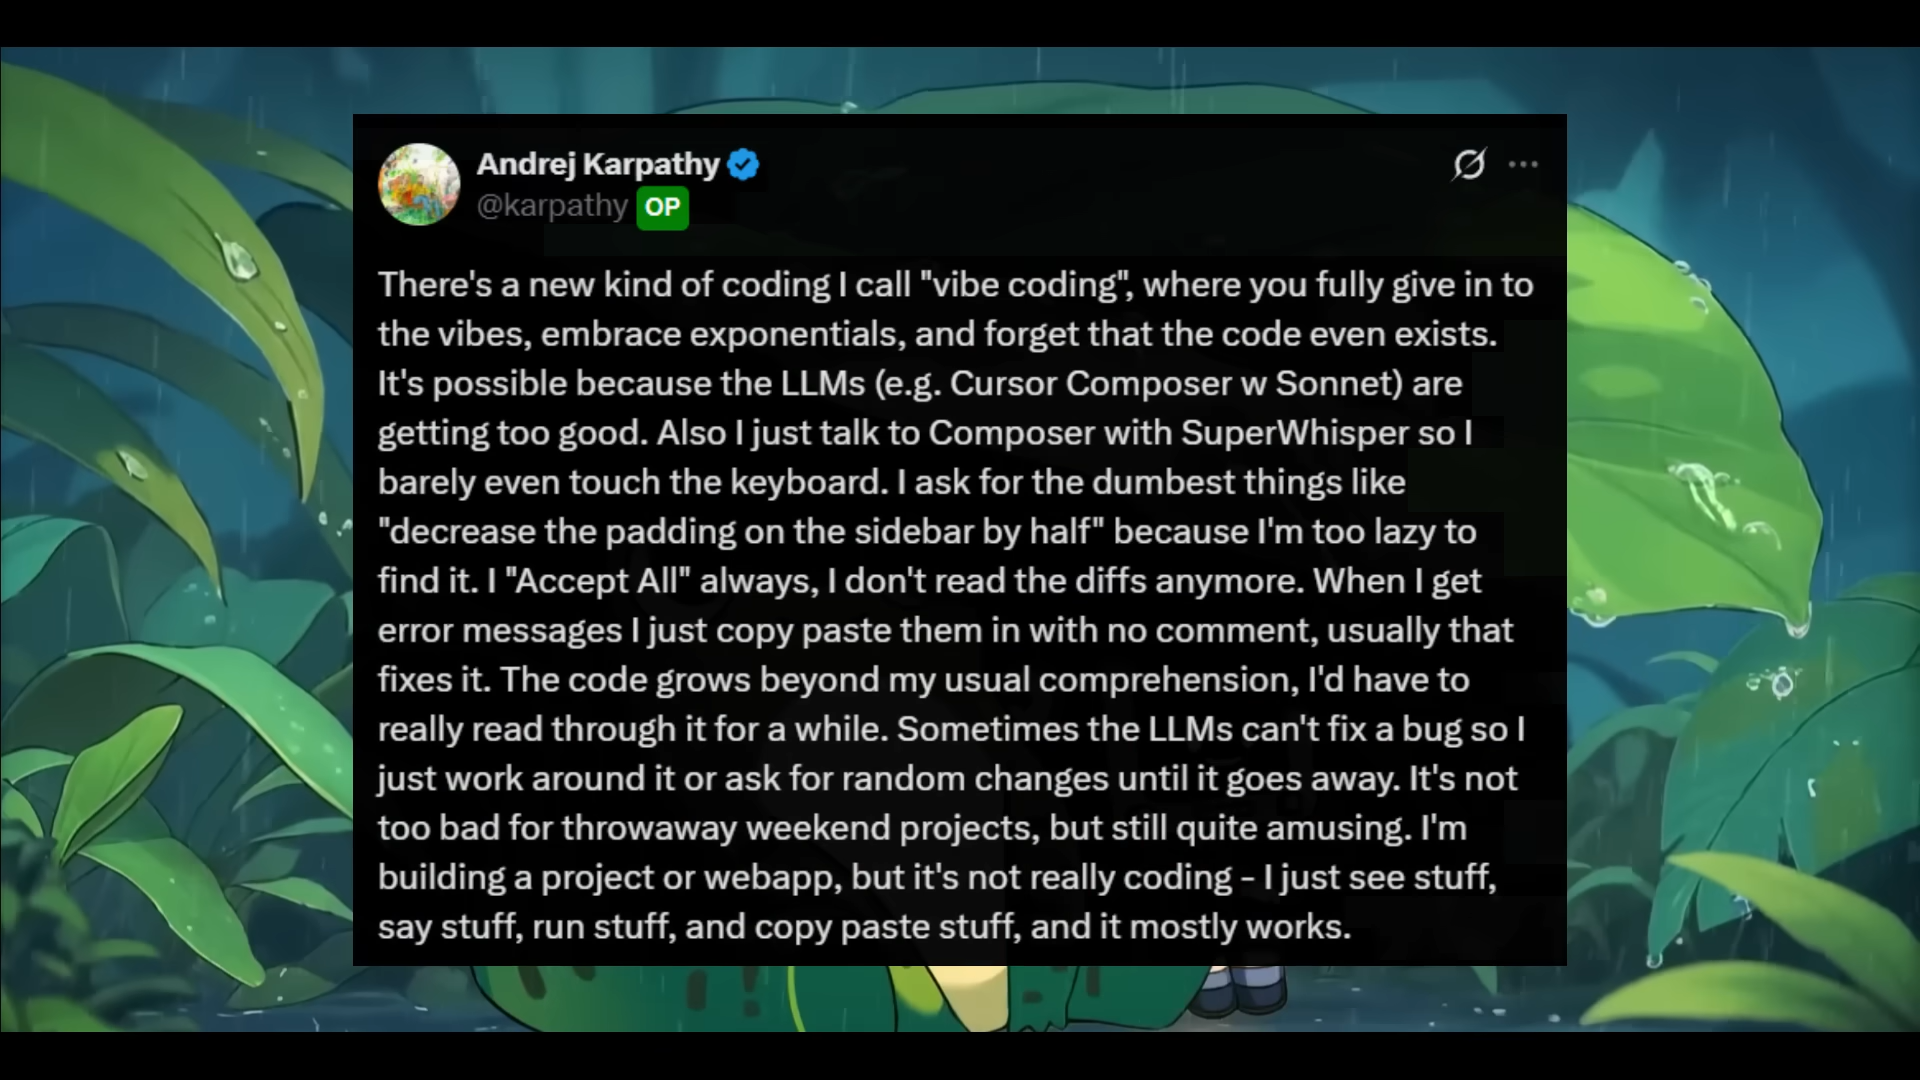 Andrej Karpathy
@karpathy OP
There's a new kind of coding I call "vibe coding", where you fully give in to
the vibes, embrace exponentials, and forget that the code even exists.
It's possible because the LLMs (e.g. Cursor Composer w Sonnet) are
getting too good. Also I just talk to Composer with SuperWhisper so I
barely even touch the keyboard. I ask for the dumbest things like
"decrease the padding on the sidebar by half" because I'm too lazy to
find it. I "Accept All" always, I don't read the diffs anymore. When I get
error messages I just copy paste them in with no comment, usually that
fixes it. The code grows beyond my usual comprehension, I'd have to
really read through it for a while. Sometimes the LLMs can't fix a bug so I
just work around it or ask for random changes until it goes away. It's not
too bad for throwaway weekend projects, but still quite amusing. I'm
building a project or webapp, but it's not really coding - I just see stuff,
say stuff, run stuff, and copy paste stuff, and it mostly works.